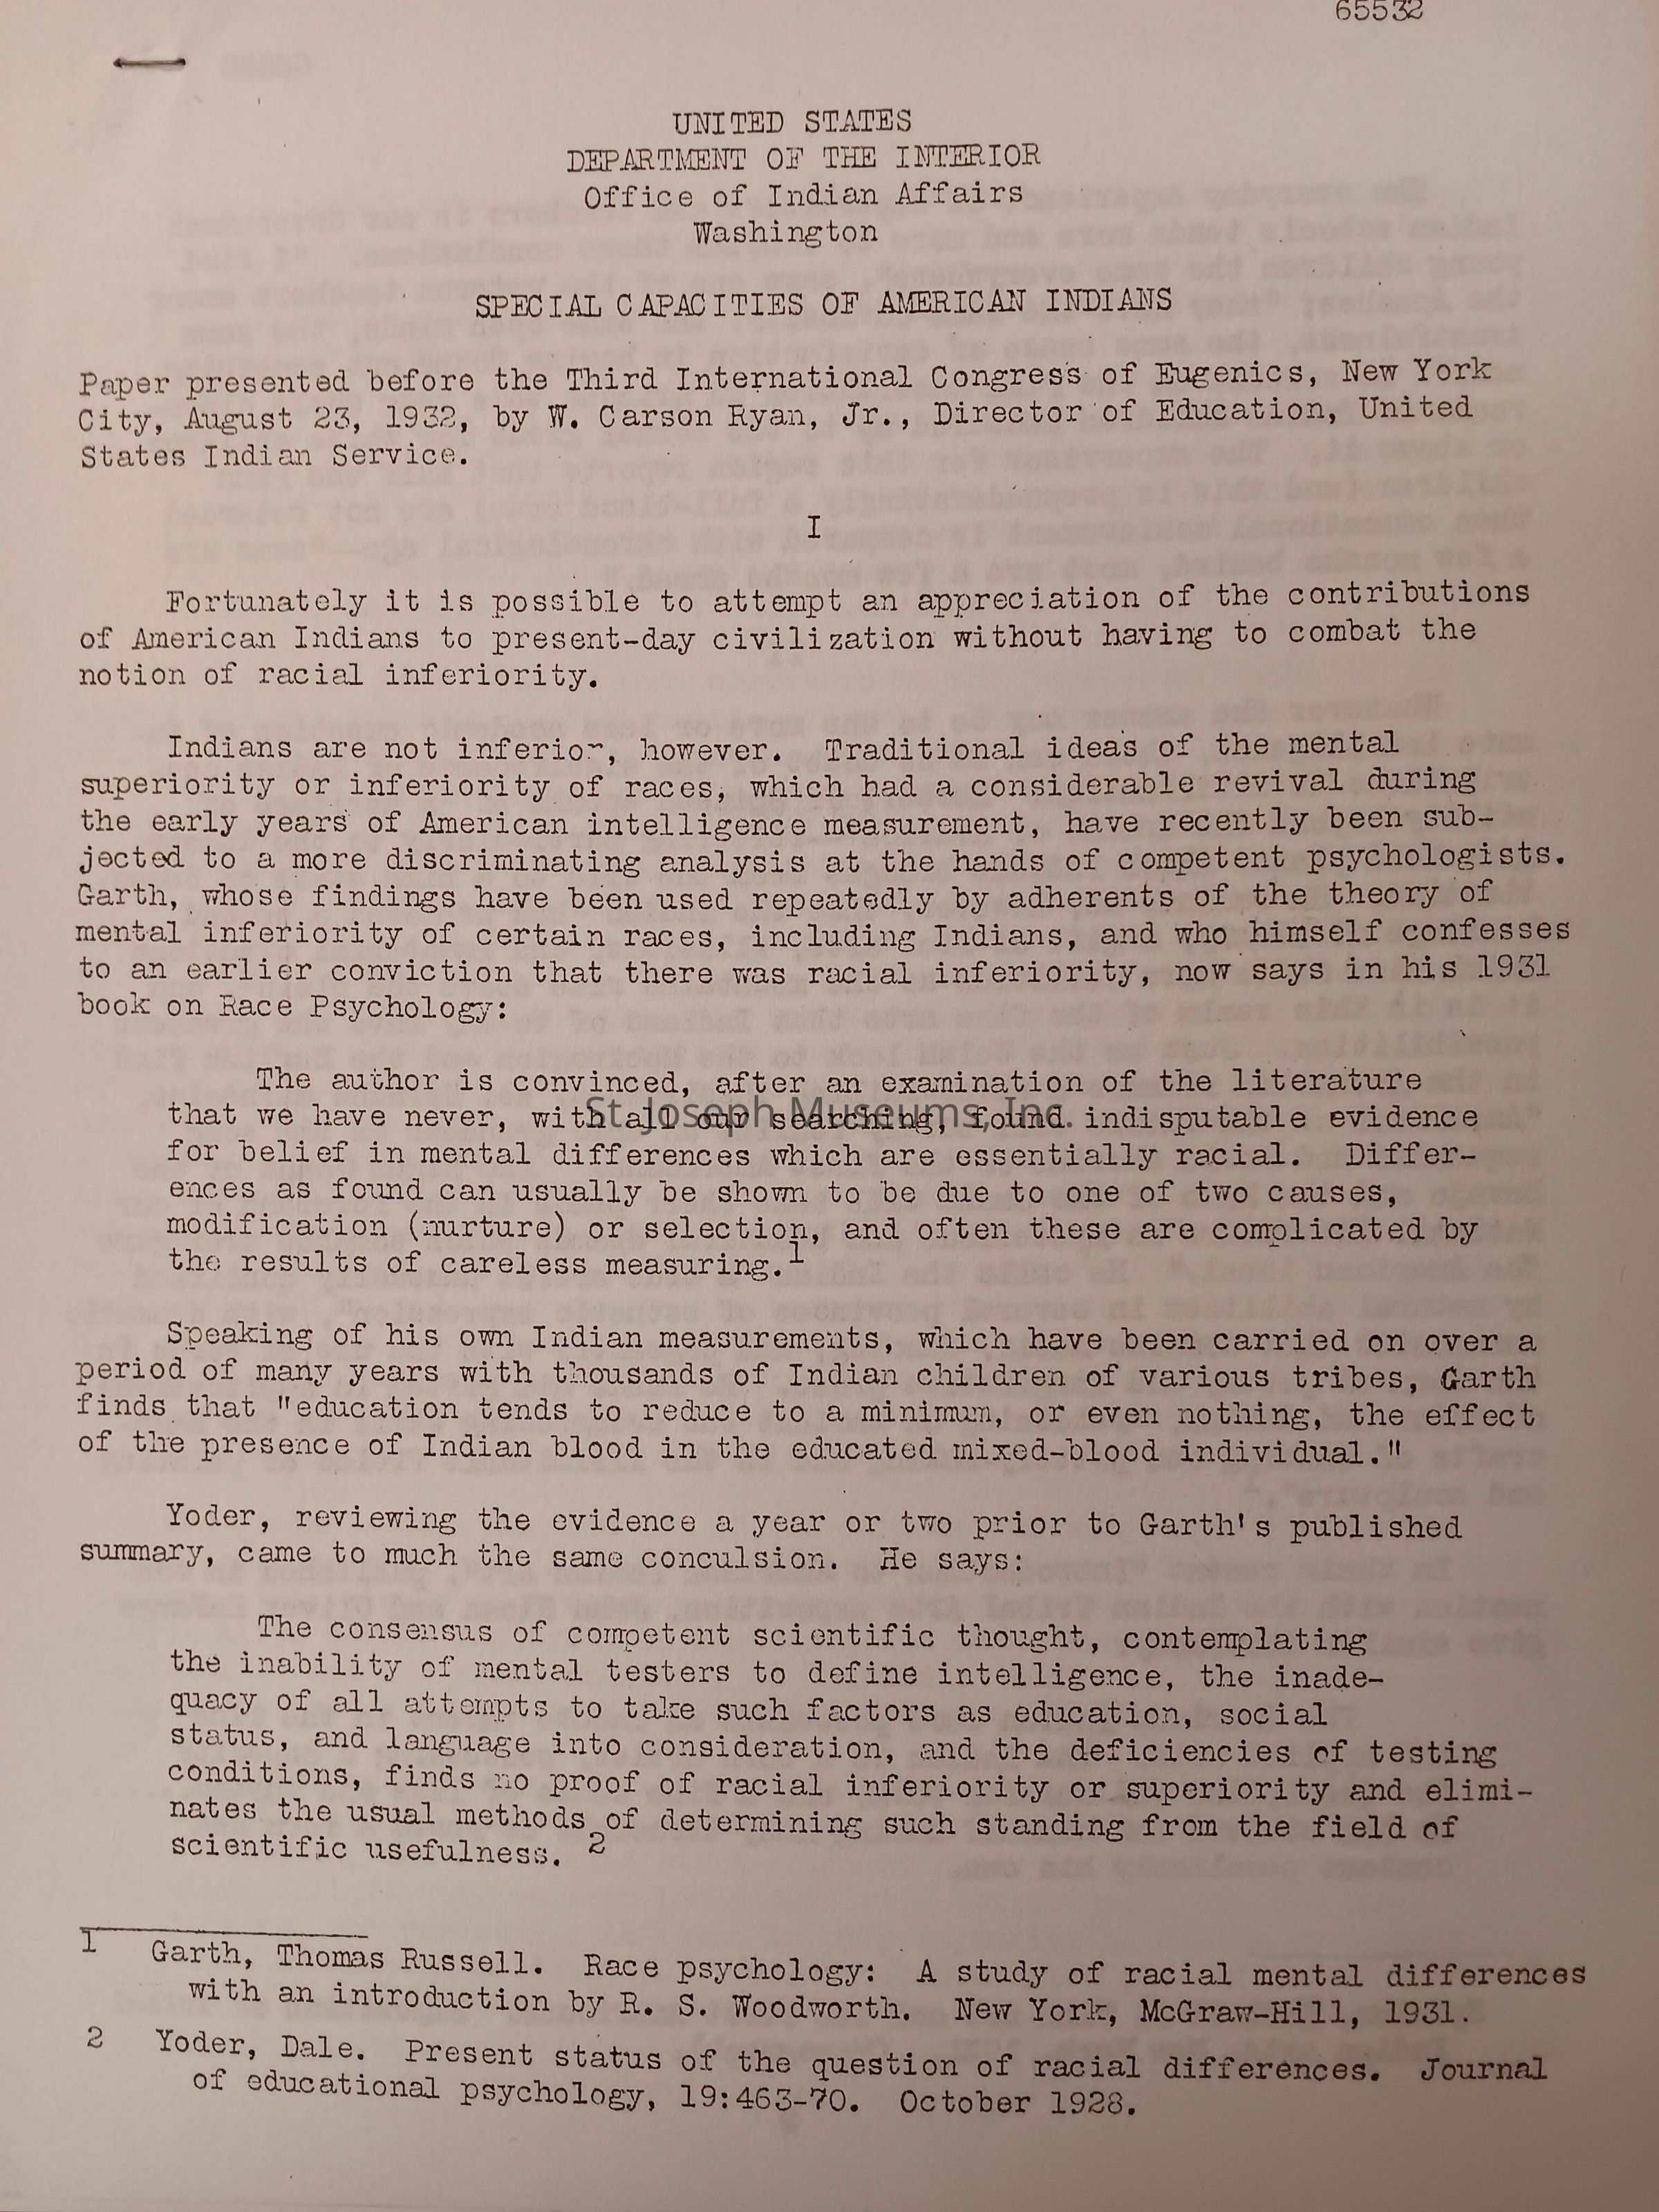 65532
UNITED STATES
DEPARTMENT OF THE INTERIOR
Office of Indian Affairs
Washington
SPECIAL CAPACITIES OF AMERICAN INDIANS
Paper presented before the Third International Congress of Eugenics, New York
City, August 23, 1932, by W. Carson Ryan, Jr., Director of Education, United
States Indian Service.
I
Fortunately it is possible to attempt an appreciation of the contributions
of American Indians to present-day civilization without having to combat the
notion of racial inferiority.
Indians are not inferior, however. Traditional ideas of the mental
superiority or inferiority of races, which had a considerable revival during
the early years of American intelligence measurement, have recently been sub-
jected to a more discriminating analysis at the hands of competent psychologists.
Garth, whose findings have been used repeatedly by adherents of the theory of
mental inferiority of certain races, including Indians, and who himself confesses
to an earlier conviction that there was racial inferiority, now says in his 1931
book on Race Psychology:
The author is convinced, after an examination of the literature
that we have never, with all our searching, found indisputable evidence
St. Joseph Museums, Inc.
for belief in mental differences which are essentially racial. Differ-
ences as found can usually be shown to be due to one of two causes,
modification (nurture) or selection, and often these are complicated by
the results of careless measuring.1
Speaking of his own Indian measurements, which have been carried on over a
period of many years with thousands of Indian children of various tribes, Garth
finds that "education tends to reduce to a minimum, or even nothing, the effect
of the presence of Indian blood in the educated mixed-blood individual."
Yoder, reviewing the evidence a year or two prior to Garth's published
summary, came to much the same conculsion. He says:
The consensus of competent scientific thought, contemplating
the inability of mental testers to define intelligence, the inade-
quacy of all attempts to take such factors as education, social
status, and language into consideration, and the deficiencies of testing
conditions, finds no proof of racial inferiority or superiority and elimi-
nates the usual methods of determining such standing from the field of
scientific usefulness. 2
1 Garth, Thomas Russell. Race psychology: A study of racial mental differences
with an introduction by R. S. Woodworth. New York, McGraw-Hill, 1931.
2 Yoder, Dale. Present status of the question of racial differences. Journal
of educational psychology, 19:463-70. October 1928.